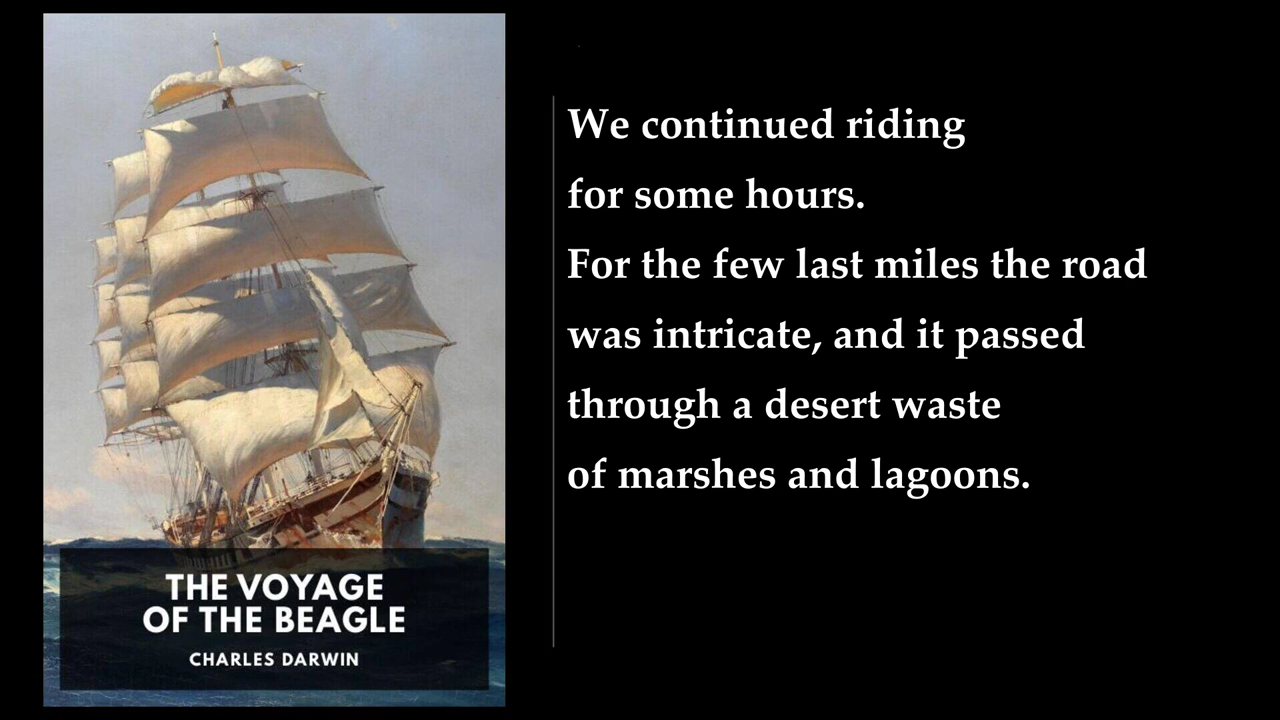 THE VOYAGE
OF THE BEAGLE
CHARLES DARWIN
We continued riding
for some hours.
For the few last miles the road
was intricate, and it passed
through a desert waste
of marshes and lagoons.